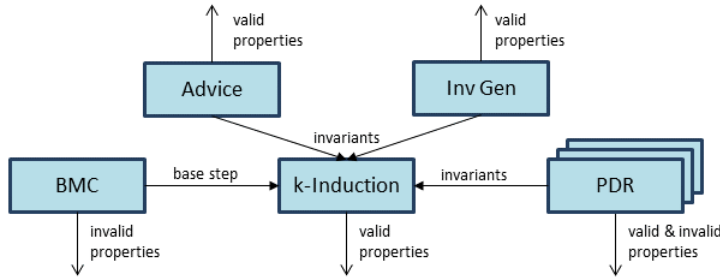 valid
properties
valid
properties
Advice
Inv Gen
invariants
BMC
base step
k-Induction
invariants
PDR
invalid
properties
valid
properties
valid & invalid
properties